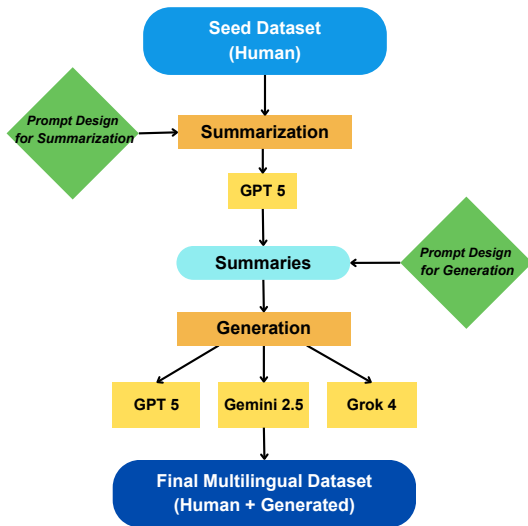 Seed Dataset
(Human)
Prompt Design
for Summarization
Summarization
GPT 5
Summaries
Prompt Design
for Generation
Generation
GPT 5
Gemini 2.5
Grok 4
Final Multilingual Dataset
(Human + Generated)